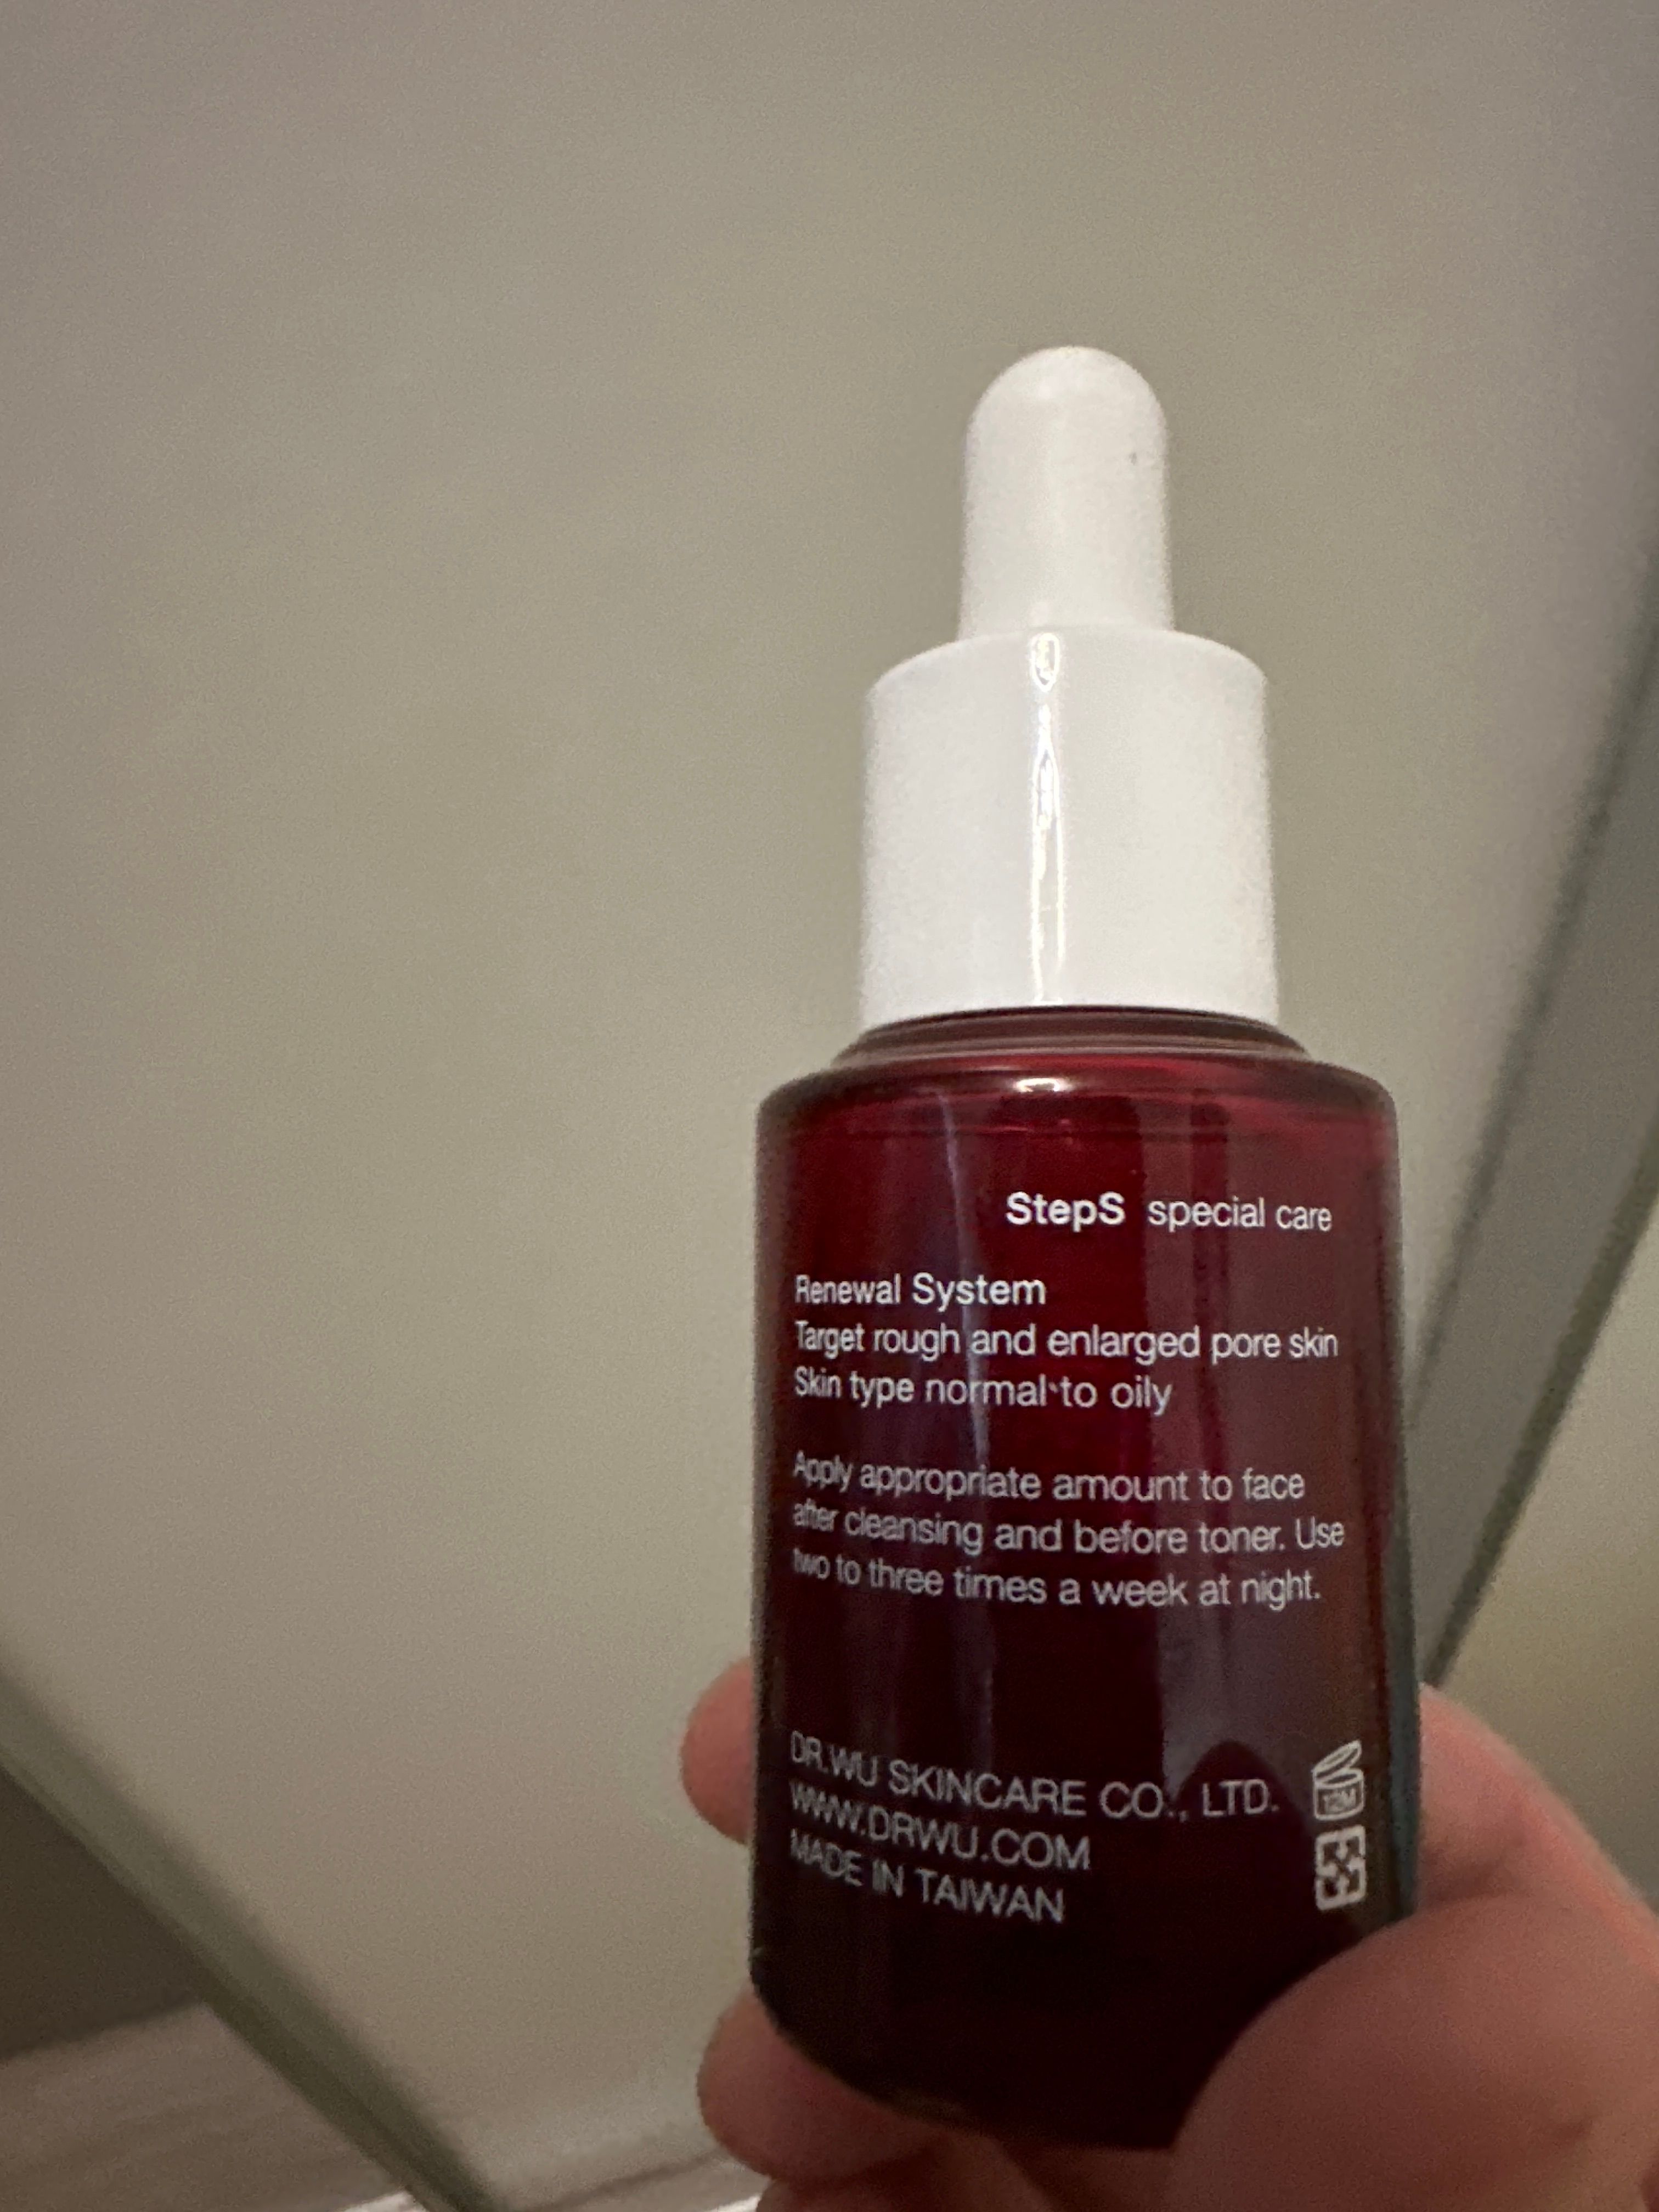 StepS special care
Renewal System
Target rough and enlarged pore skin
Skin type normal to oily
Apply appropriate amount to face
after cleansing and before toner. Use
two to three times a week at night.
DR.WU SKINCARE CO., LTD.
WWW.DRWU.COM
MADE IN TAIWAN
12M